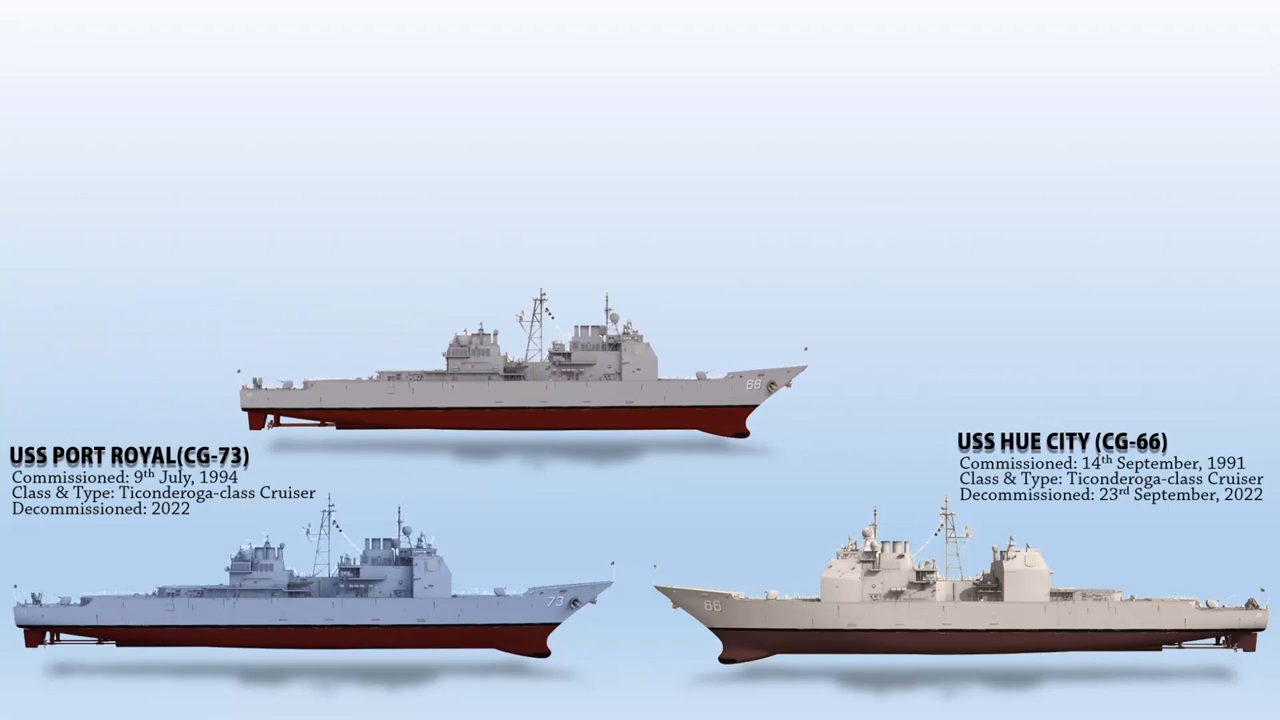 68
USS PORT ROYAL(CG-73)
Commissioned: 9th July, 1994
Class & Type: Ticonderoga-class Cruiser
Decommissioned: 2022
73
USS HUE CITY (CG-66)
Commissioned: 14th September, 1991
Class & Type: Ticonderoga-class Cruiser
Decommissioned: 23rd September, 2022
66